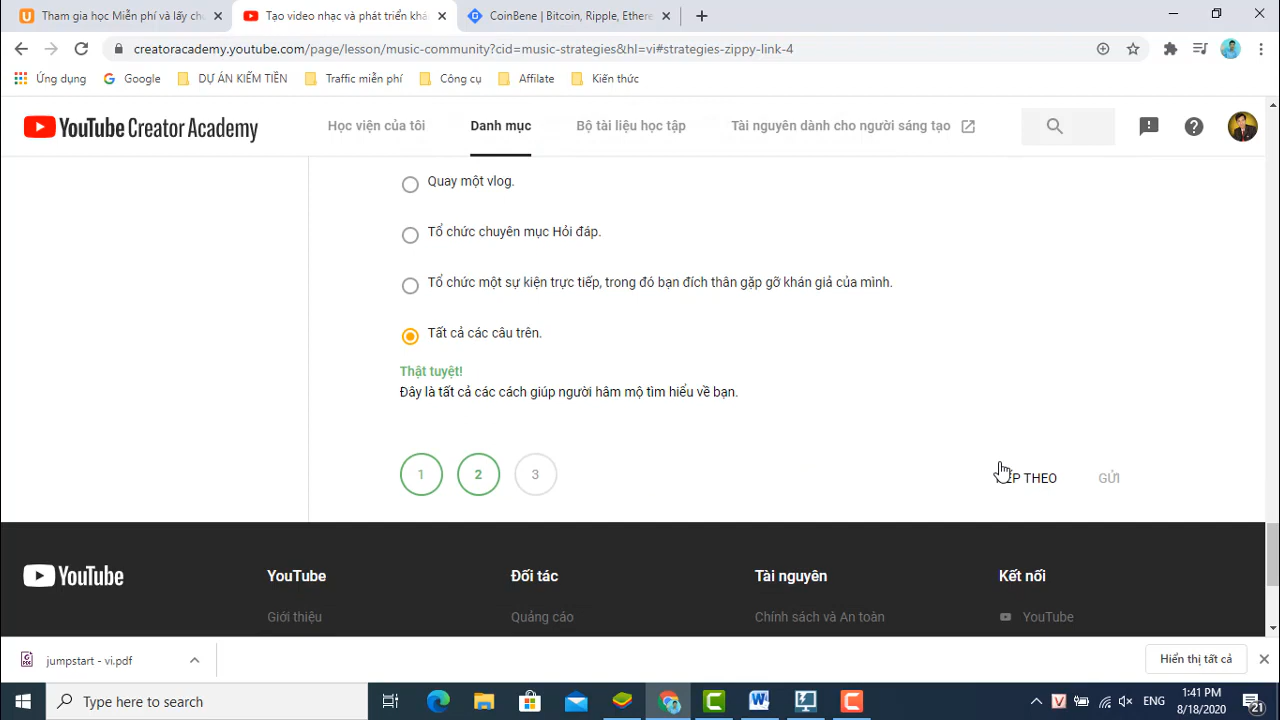 Tham gia học Miễn phí và lấy chứ
Tạo video nhạc và phát triển khá
CoinBene | Bitcoin, Ripple, Ethere
creatoracademy.youtube.com/page/lesson/music-community?cid=music-strategies&hl=vi#strategies-zippy-link-4
Ứng dụng Google DỰ ÁN KIẾM TIỀN Traffic miễn phí Công cụ Affilate Kiến thức
YouTube Creator Academy Học viện của tôi Danh mục Bộ tài liệu học tập Tài nguyên dành cho người sáng tạo
Quay một vlog.
Tổ chức chuyên mục Hỏi đáp.
Tổ chức một sự kiện trực tiếp, trong đó bạn đích thân gặp gỡ khán giả của mình.
Tất cả các câu trên.
Thật tuyệt!
Đây là tất cả các cách giúp người hâm mộ tìm hiểu về bạn.
1 2 3 THEO GỬI
YouTube YouTube Đối tác Tài nguyên Kết nối
Giới thiệu Quảng cáo Chính sách và An toàn YouTube
jumpstart - vi.pdf Hiển thị tất cả
Type here to search ENG 1:41 PM
8/18/2020 21